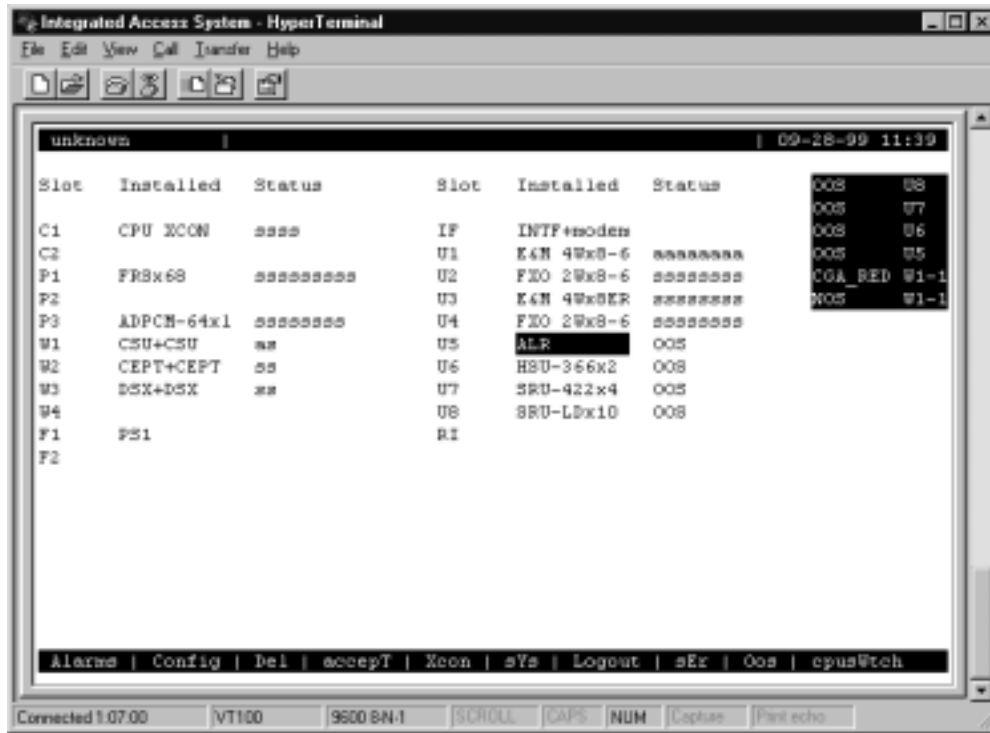 Integrated Access System - HyperTerminal
File Edit View Call Transfer Help
unknown | | 09-28-99 11:39
Slot Installed Status Slot Installed Status OOS U8
OOS U7
C1 CPU XCON ssss IF INTF+modem OOS U6
C2 U1 E&M 4Wx8-6 OOS U5
P1 FR8x68 sssssssss U2 FXO 2Wx8-6 ssssssss CGA_RED W1-1
P2 U3 E&M 4Wx8ER ssssssss NOS W1-1
P3 ADPCM-64x1 ssssssss U4 FXO 2Wx8-6 ssssssss
W1 CSU+CSU U5 ALR OOS
W2 CEPT+CEPT ss U6 HSU-366x2 OOS
W3 DSX+DSX U7 SRU-422x4 OOS
W4 U8 SRU-LDx10 OOS
F1 PS1 RI
F2
Alarms | Config | Del | accepT | Xcon | sYs | Logout | sEr | Oos | cpusWtch
Connected 1:07:00 VT100 9600 8-N-1 SCROLL CAPS NUM Capture Print echo